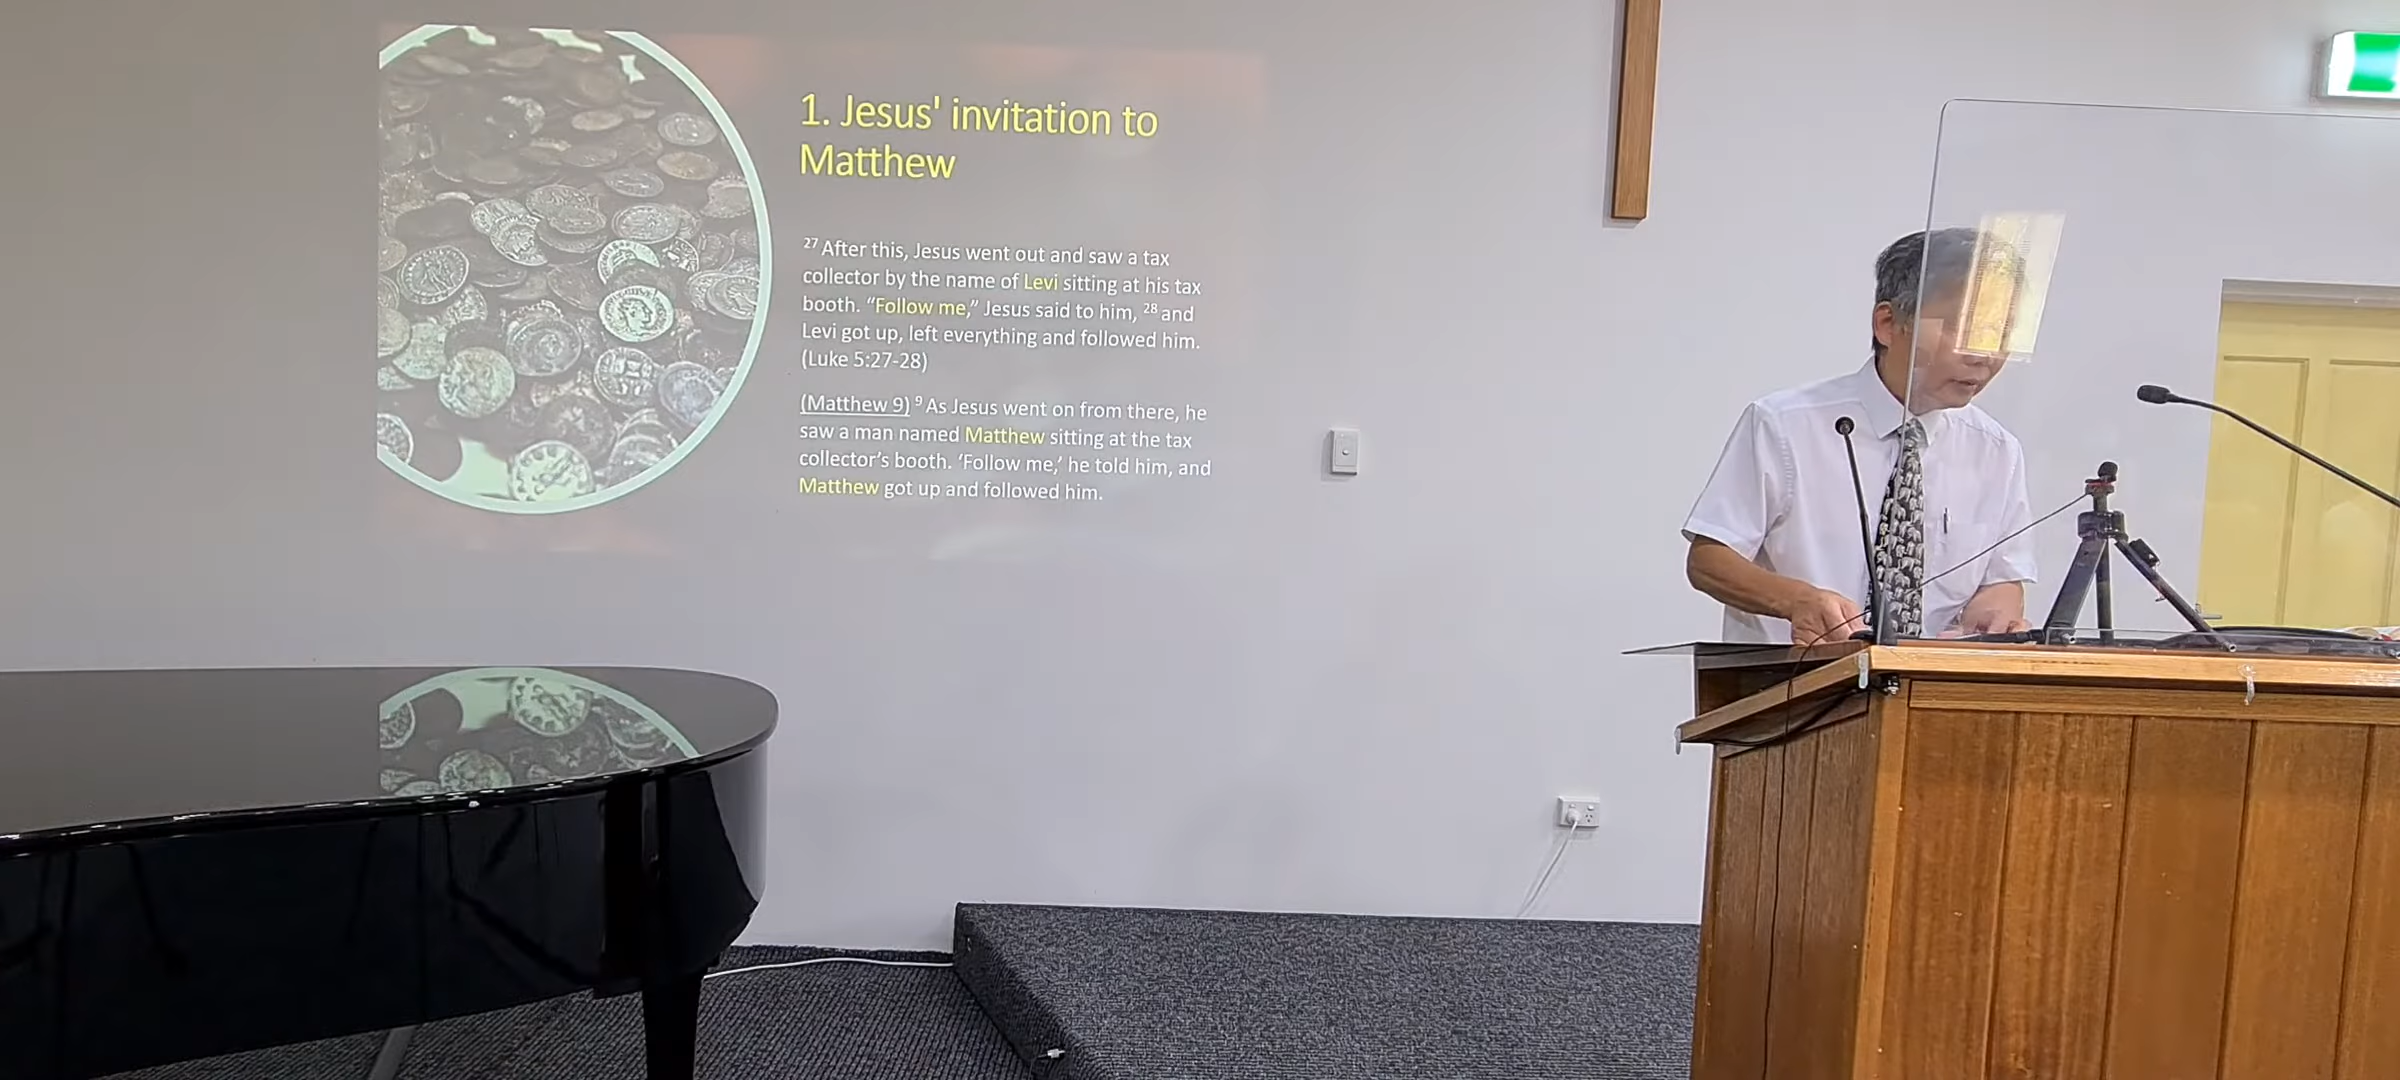 1. Jesus' invitation to
Matthew
27 After this, Jesus went out and saw a tax
collector by the name of Levi sitting at his tax
booth. “Follow me,” Jesus said to him, 28 and
Levi got up, left everything and followed him.
(Luke 5:27-28)
(Matthew 9) 9 As Jesus went on from there, he
saw a man named Matthew sitting at the tax
collector’s booth. ‘Follow me,’ he told him, and
Matthew got up and followed him.